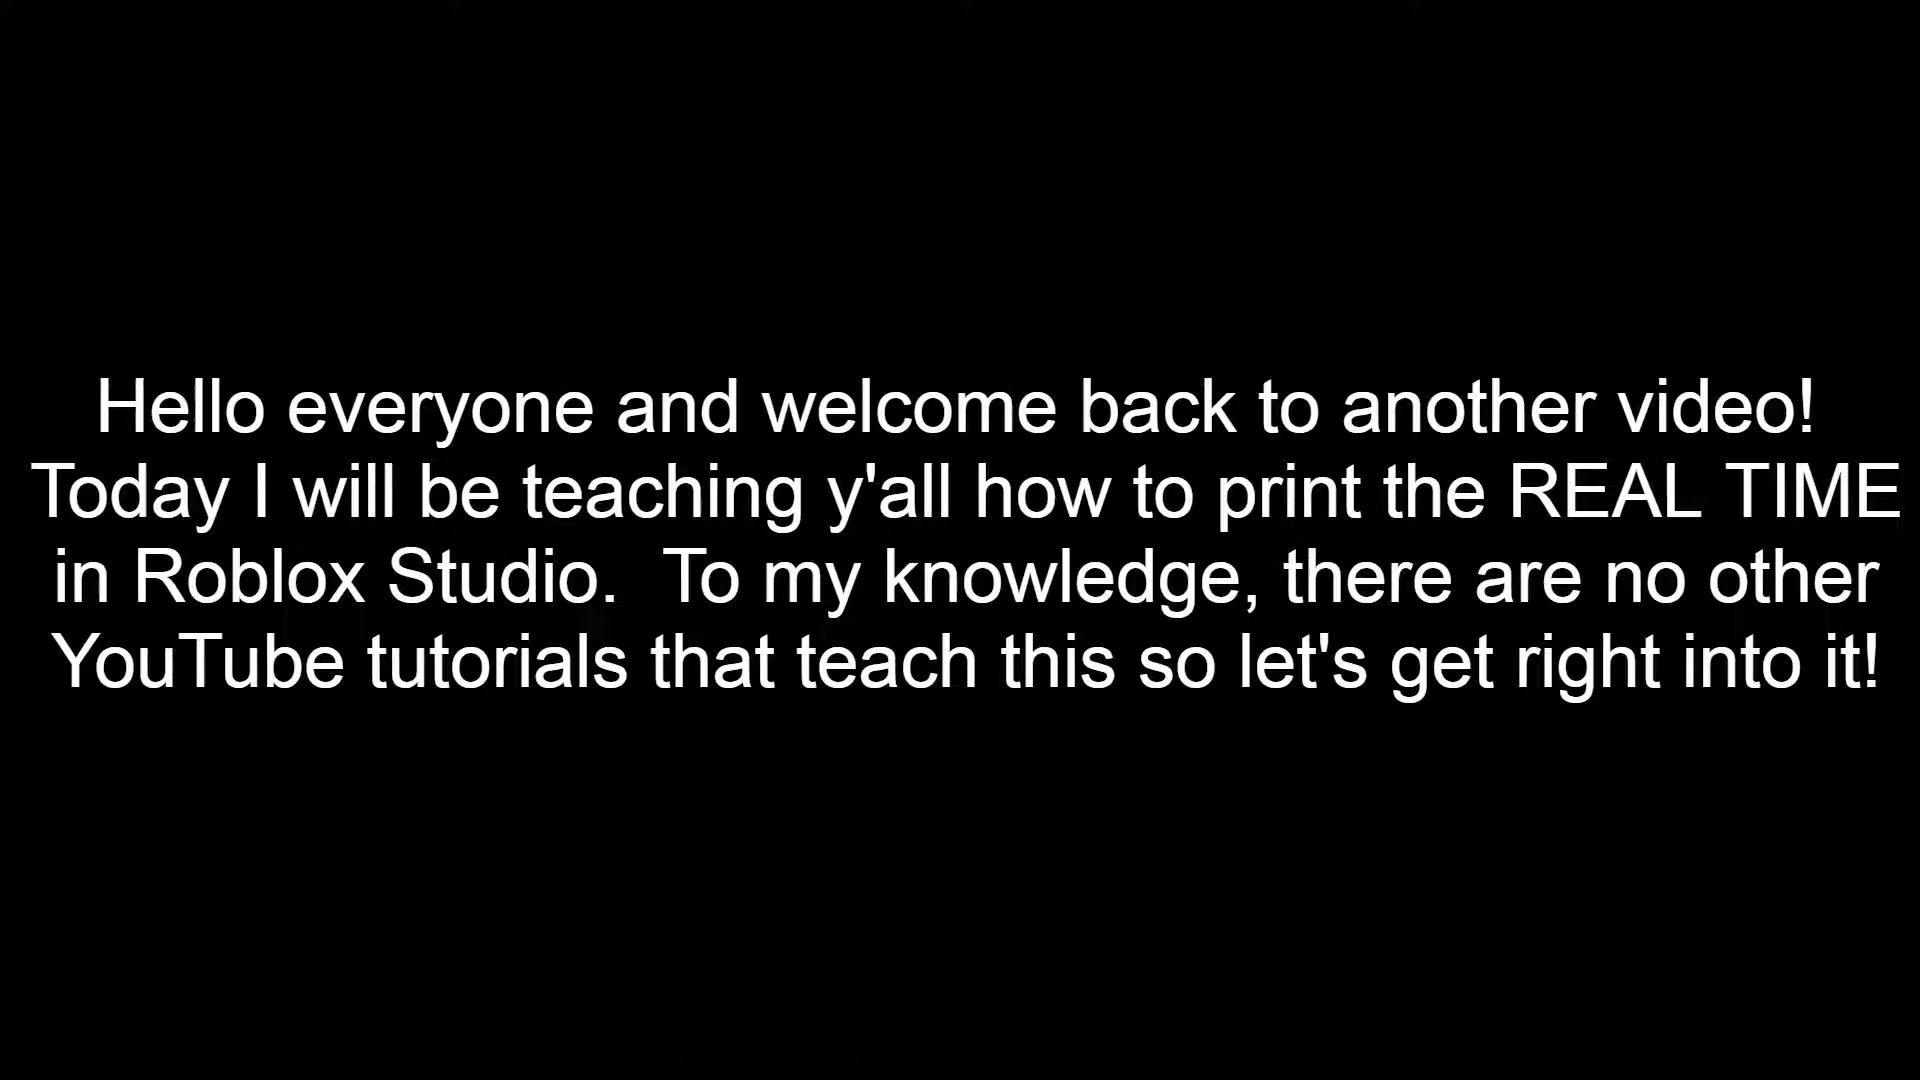 Hello everyone and welcome back to another video!
Today I will be teaching y'all how to print the REAL TIME
in Roblox Studio.  To my knowledge, there are no other
YouTube tutorials that teach this so let's get right into it!